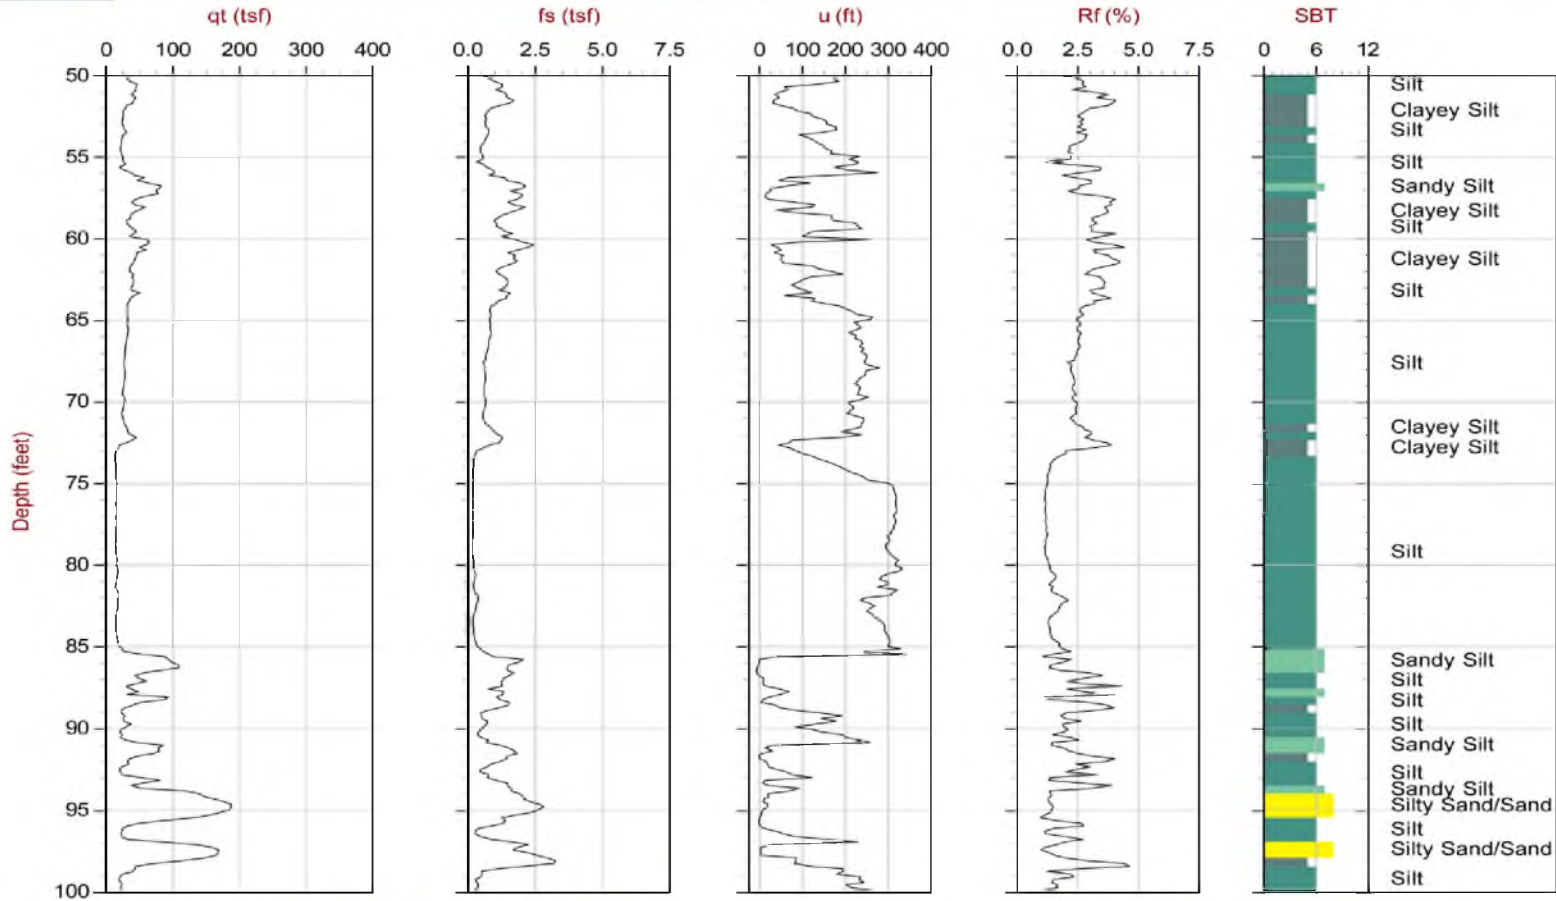 qt (tsf) fs (tsf) u (ft) Rf (%) SBT
0 100 200 300 400 0.0 2.5 5.0 7.5 0 100 200 300 400 0.0 2.5 5.0 7.5 0 6 12
50
Silt
Clayey Silt
Silt
55
Silt
Sandy Silt
Clayey Silt
Silt
60
Clayey Silt
Silt
65
Silt
70
Clayey Silt
Clayey Silt
Depth (feet)
75
Silt
80
85
Sandy Silt
Silt
Silt
90
Silt
Sandy Silt
Silt
Sandy Silt
95
Silty Sand/Sand
Silt
Silty Sand/Sand
Silt
100